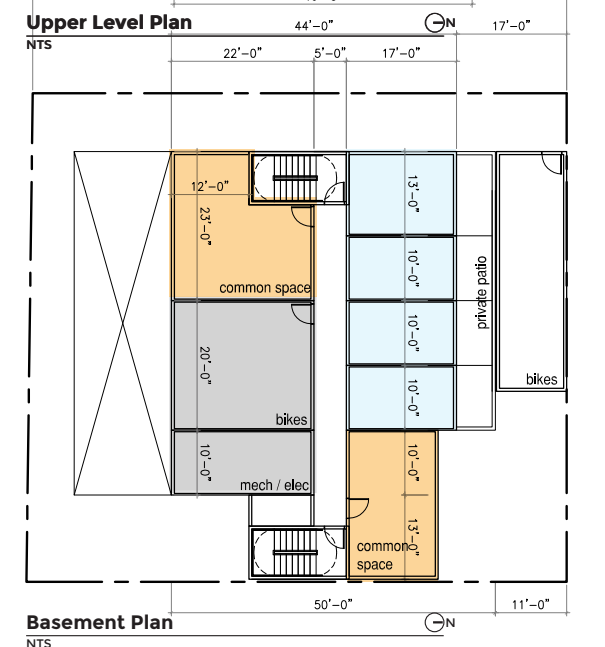 Upper Level Plan
N
NTS
44'-0"
17'-0"
22'-0"
5'-0"
17'-0"
12'-0"
23'-0"
common space
13'-0"
10'-0"
10'-0"
10'-0"
private patio
bikes
20'-0"
bikes
10'-0"
mech / elec
10'-0"
13'-0"
common
space
50'-0"
11'-0"
Basement Plan
N
NTS